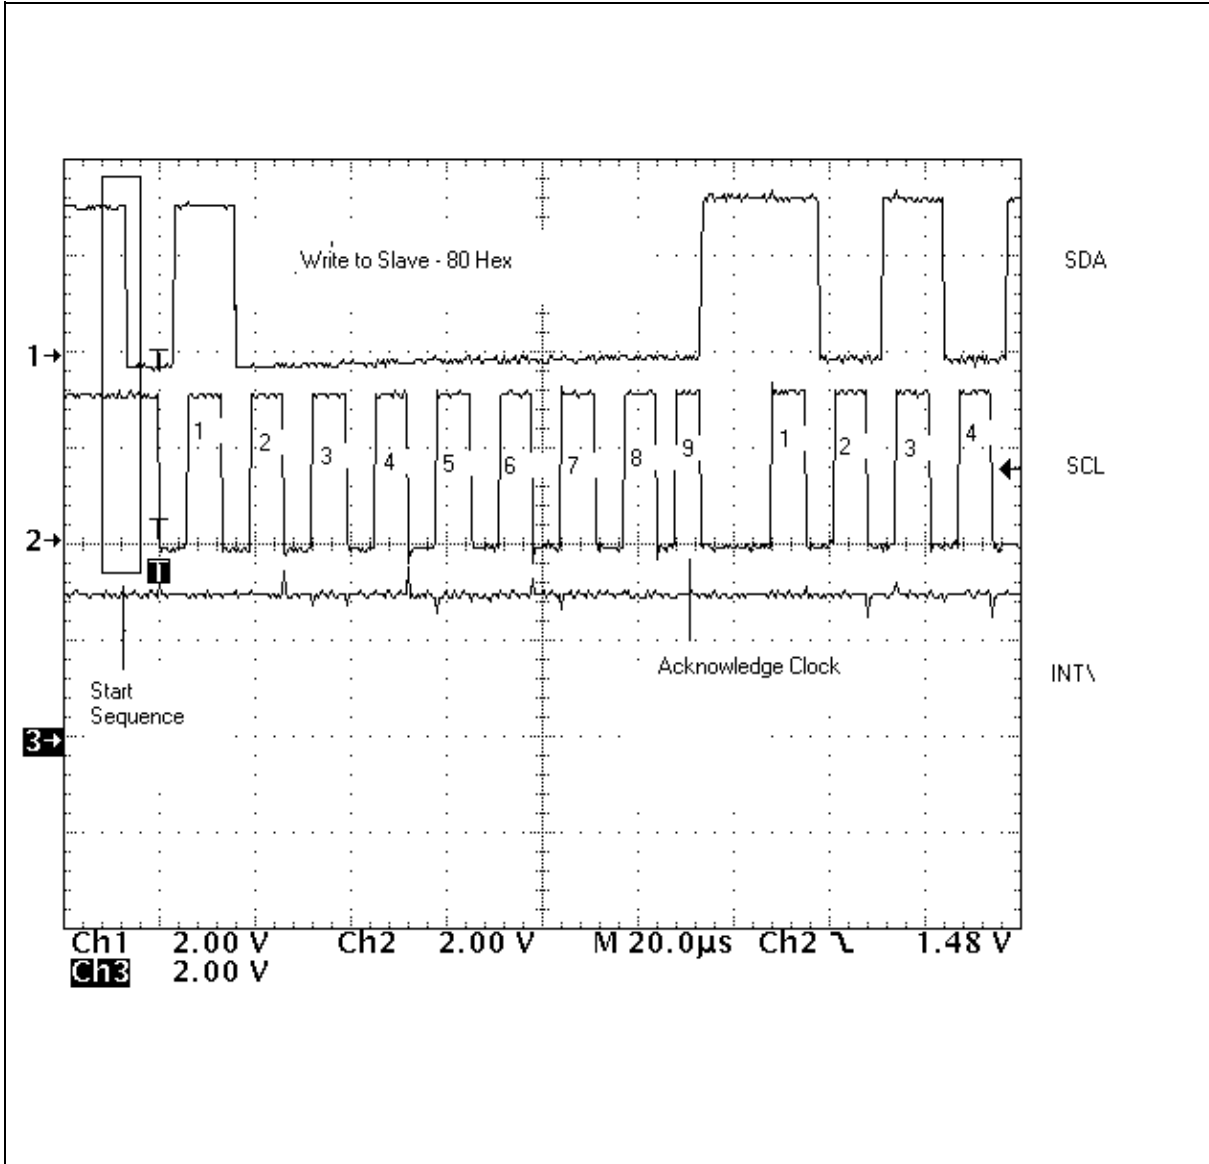 Write to Slave - 80 Hex
SDA
1
1 2 3 4 5 6 7 8 9 1 2 3 4
SCL
2
T
T
T
Start
Sequence
Acknowledge Clock
INT\
3
Ch1 2.00 V Ch2 2.00 V M 20.0µs Ch2 1.48 V
Ch3 2.00 V